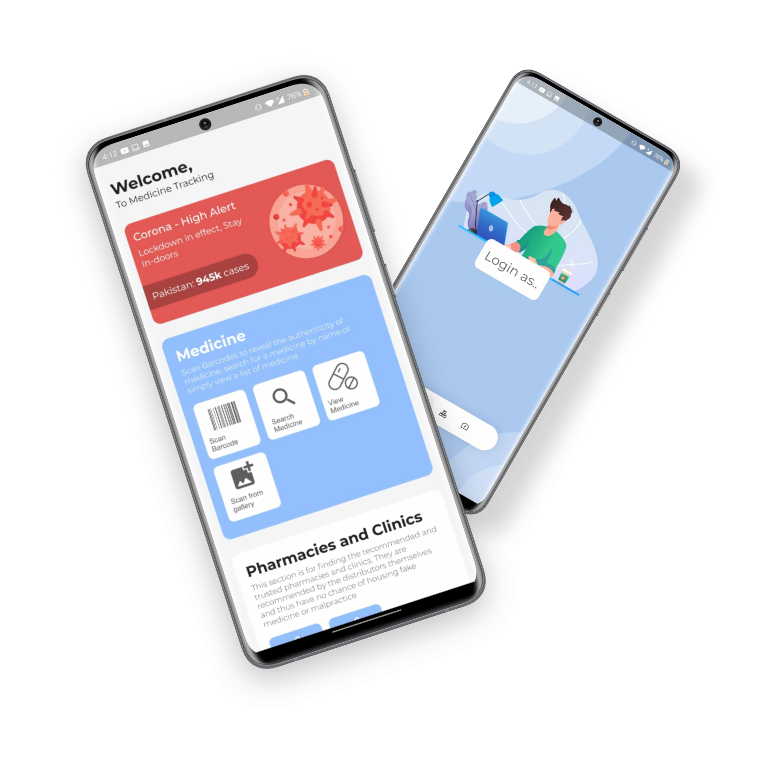 4:12
76%
Welcome,
To Medicine Tracking
Corona - High Alert
Lockdown in effect, Stay
In-doors
Pakistan: 945k cases
Medicine
Scan Barcodes to reveal the authenticity of
medicine, search for a medicine by name or
simply view a list of medicine
Scan
Barcode
Search
Medicine
View
Medicine
Scan from
gallery
Pharmacies and Clinics
This section is for finding the recommended and
trusted pharmacies and clinics. They are
recommended by the distributors themselves
and thus have no chance of housing fake
medicine or malpractice
4:12
76%
Login as..